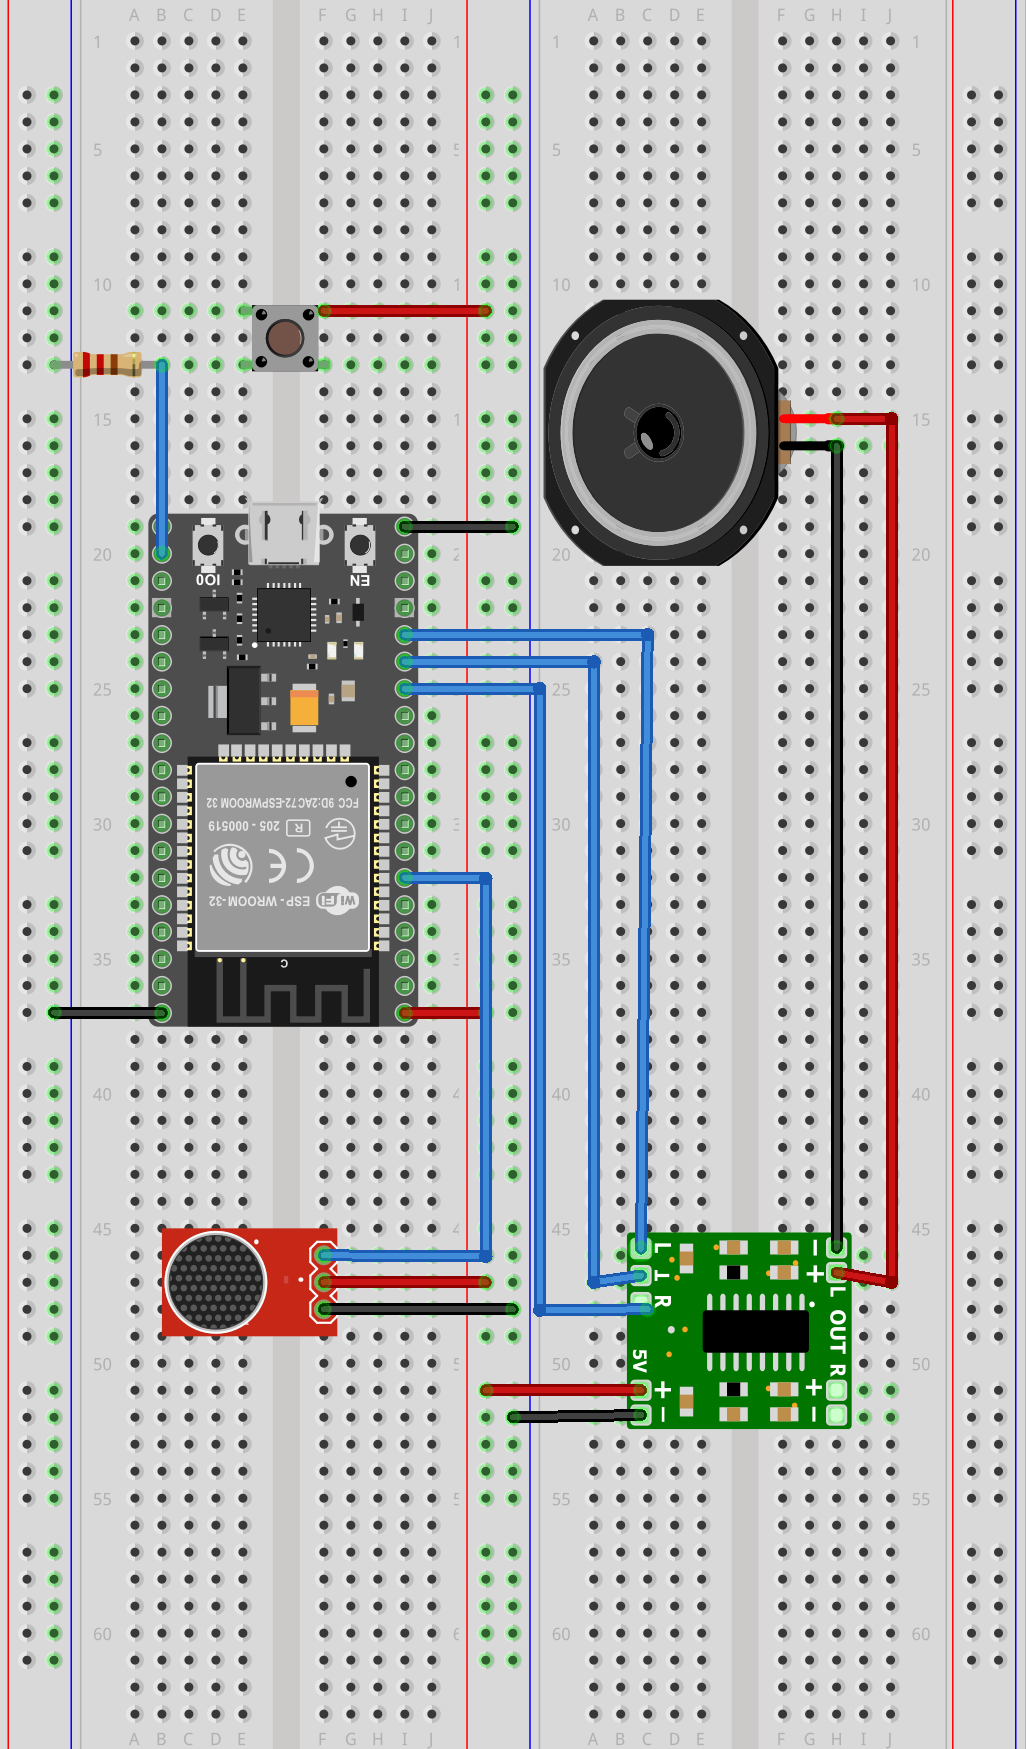 A B C D E F G H I J A B C D E F G H I J
1 1 1 1
5 5 5 5
10 1 10 10
15 1 15 15
IO0 EN
20 2 20 20
25 25 25
FCC 9D:2AC72-ESPWROOM 32
205 - 000519 R
30 3 30 30
CE
ESP - WROOM-32 Wi Fi
35 3 35 35
C
40 4 40 40
45 4 45 45
L ⊥ R
− + L OUT R + −
5V + −
50 5 50 50
55 5 55 55
60 6 60 60
A B C D E F G H I J A B C D E F G H I J